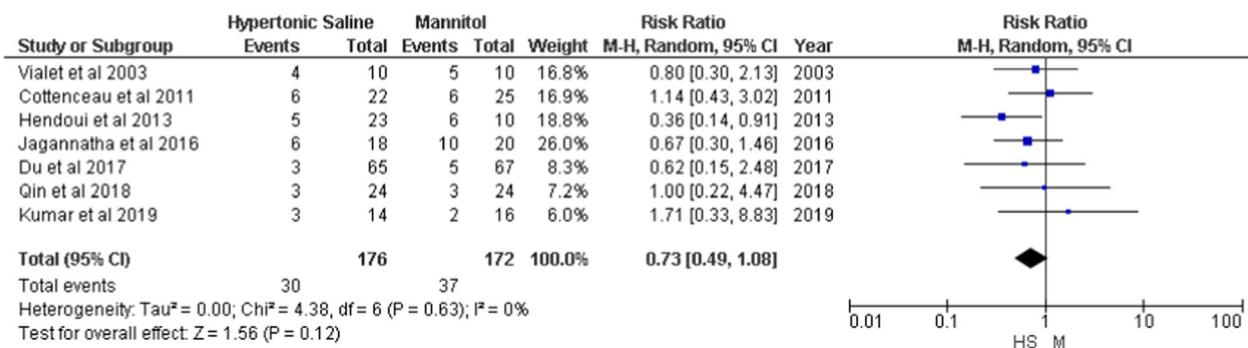 Hypertonic Saline Mannitol Risk Ratio Risk Ratio
Study or Subgroup Events Total Events Total Weight M-H, Random, 95% CI Year M-H, Random, 95% CI
Vialet et al 2003 4 10 5 10 16.8% 0.80 [0.30, 2.13] 2003
Cottenceau et al 2011 6 22 6 25 16.9% 1.14 [0.43, 3.02] 2011
Hendoui et al 2013 5 23 6 10 18.8% 0.36 [0.14, 0.91] 2013
Jagannatha et al 2016 6 18 10 20 26.0% 0.67 [0.30, 1.46] 2016
Du et al 2017 3 65 5 67 8.3% 0.62 [0.15, 2.48] 2017
Qin et al 2018 3 24 3 24 7.2% 1.00 [0.22, 4.47] 2018
Kumar et al 2019 3 14 2 16 6.0% 1.71 [0.33, 8.83] 2019
Total (95% CI) 176 172 100.0% 0.73 [0.49, 1.08]
Total events 30 37
Heterogeneity: Tau² = 0.00; Chi² = 4.38, df = 6 (P = 0.63); I² = 0%
Test for overall effect: Z = 1.56 (P = 0.12)
0.01 0.1 1 10 100
HS M